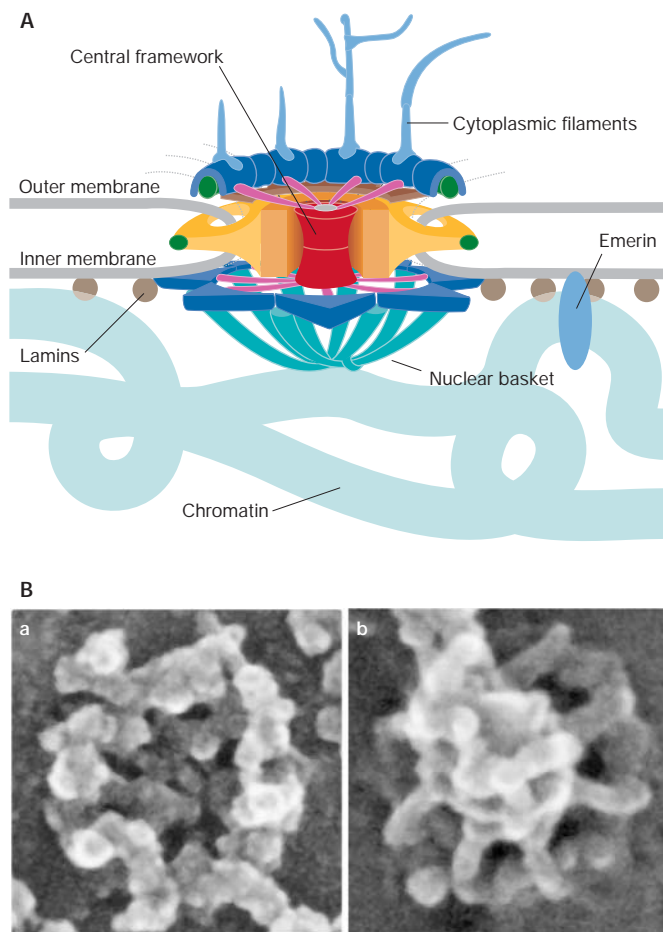 A
Central framework
Cytoplasmic filaments
Outer membrane
Emerin
Inner membrane
Lamins
Nuclear basket
Chromatin
B
a
b